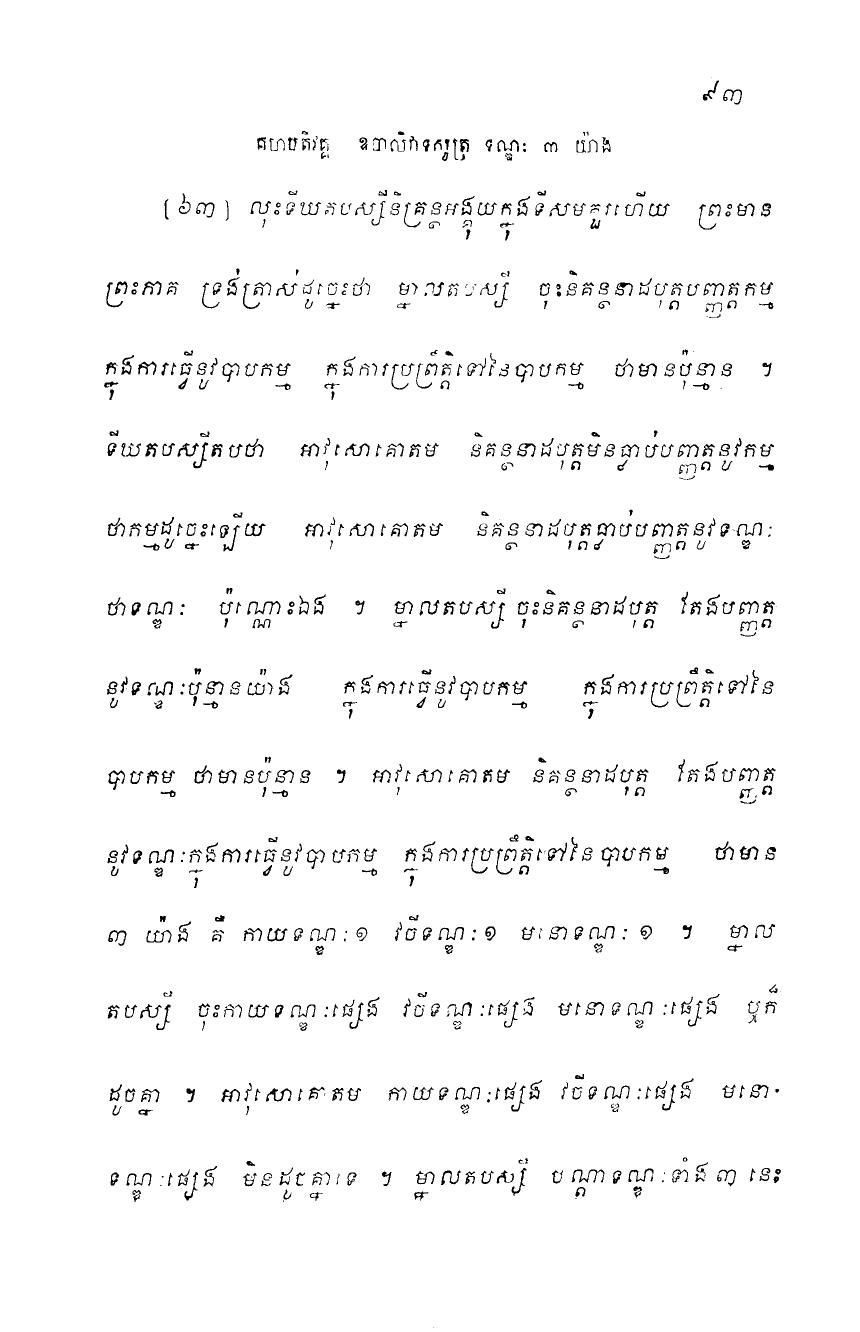 ៩៣
គហបតិវគ្គ ឧបាលិវាទសូត្រ ទណ្ឌៈ ៣ យ៉ាង
[៦៣] លុះទីឃតបស្សីនិគ្រន្ថអង្គុយក្នុងទីសមគួរហើយ ព្រះមាន
ព្រះភាគ ទ្រង់ត្រាស់ដូច្នេះថា ម្នាលតបស្សី ចុះនិគន្ថនាដបុត្តបញ្ញត្តកម្ម
ក្នុងការធ្វើនូវបាបកម្ម ក្នុងការប្រព្រឹត្តិទៅនៃបាបកម្ម ថាមានប៉ុន្មាន ។
ទីឃតបស្សីតបថា អាវុសោគោតម និគន្ថនាដបុត្តមិនធ្លាប់បញ្ញត្តនូវកម្ម
ថាកម្មដូច្នេះឡើយ អាវុសោគោតម និគន្ថនាដបុត្តធ្លាប់បញ្ញត្តនូវទណ្ឌៈ
ថាទណ្ឌៈ ប៉ុណ្ណោះឯង ។ ម្នាលតបស្សី ចុះនិគន្ថនាដបុត្ត តែងបញ្ញត្ត
នូវទណ្ឌៈប៉ុន្មានយ៉ាង ក្នុងការធ្វើនូវបាបកម្ម ក្នុងការប្រព្រឹត្តិទៅនៃ
បាបកម្ម ថាមានប៉ុន្មាន ។ អាវុសោគោតម និគន្ថនាដបុត្ត តែងបញ្ញត្ត
នូវទណ្ឌៈក្នុងការធ្វើនូវបាបកម្ម ក្នុងការប្រព្រឹត្តិទៅនៃបាបកម្ម ថាមាន
៣ យ៉ាង គឺ កាយទណ្ឌៈ ១ វចីទណ្ឌៈ ១ មនោទណ្ឌៈ ១ ។ ម្នាល
តបស្សី ចុះកាយទណ្ឌៈផ្សេង វចីទណ្ឌៈផ្សេង មនោទណ្ឌៈផ្សេង ឬក៏
ដូចគ្នា ។ អាវុសោគោតម កាយទណ្ឌៈផ្សេង វចីទណ្ឌៈផ្សេង មនោ-
ទណ្ឌៈផ្សេង មិនដូចគ្នាទេ ។ ម្នាលតបស្សី បណ្តាទណ្ឌៈទាំង ៣ នេះ